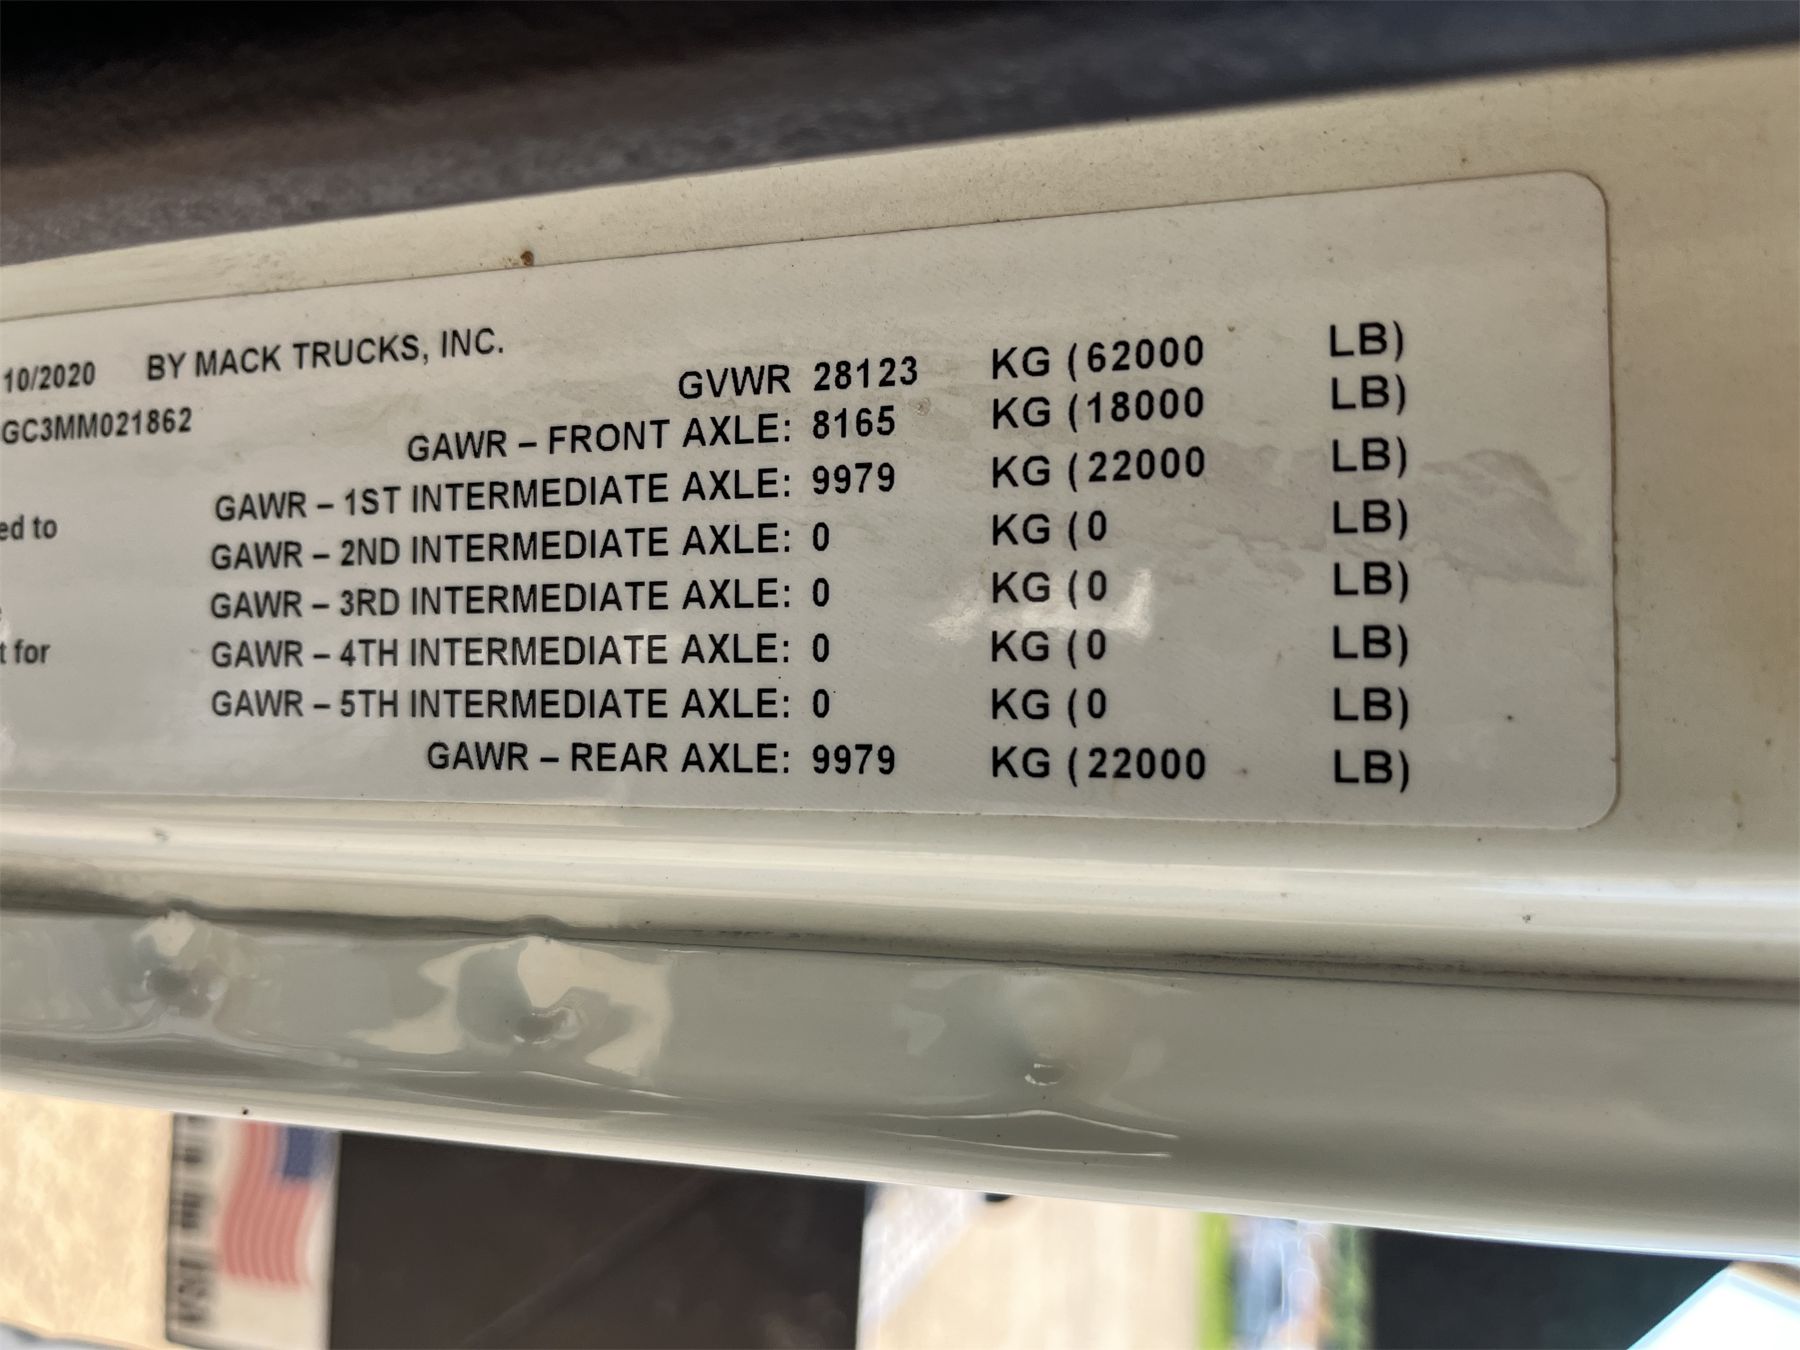 10/2020 BY MACK TRUCKS, INC.
GVWR 28123 KG (62000 LB)
GC3MM021862
GAWR – FRONT AXLE: 8165 KG (18000 LB)
GAWR – 1ST INTERMEDIATE AXLE: 9979 KG (22000 LB)
ed to
GAWR – 2ND INTERMEDIATE AXLE: 0 KG (0 LB)
GAWR – 3RD INTERMEDIATE AXLE: 0 KG (0 LB)
t for
GAWR – 4TH INTERMEDIATE AXLE: 0 KG (0 LB)
GAWR – 5TH INTERMEDIATE AXLE: 0 KG (0 LB)
GAWR – REAR AXLE: 9979 KG (22000 LB)
USA